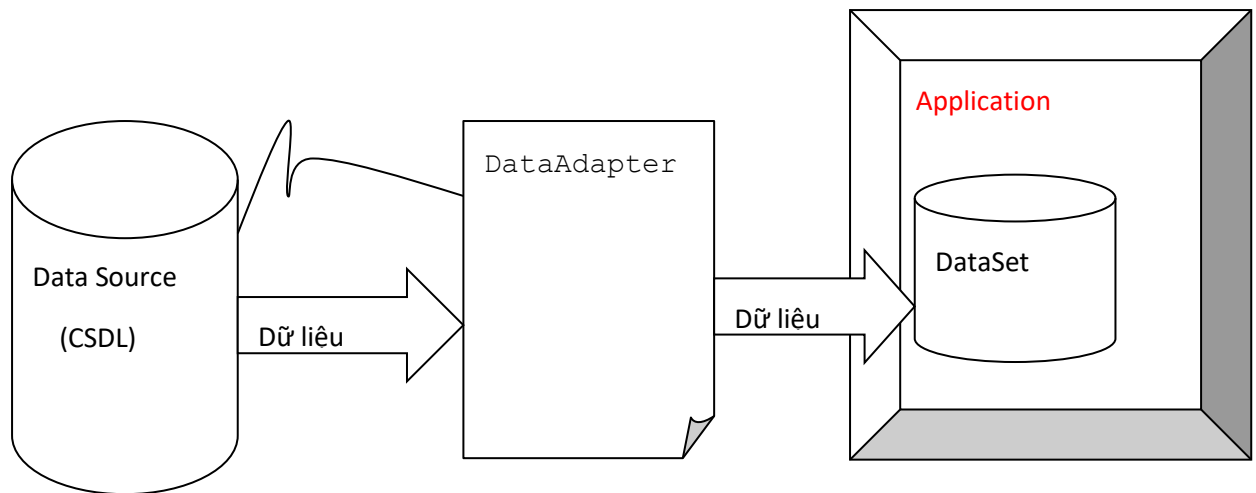 Data Source
(CSDL)
Dữ liệu
DataAdapter
Dữ liệu
Application
DataSet